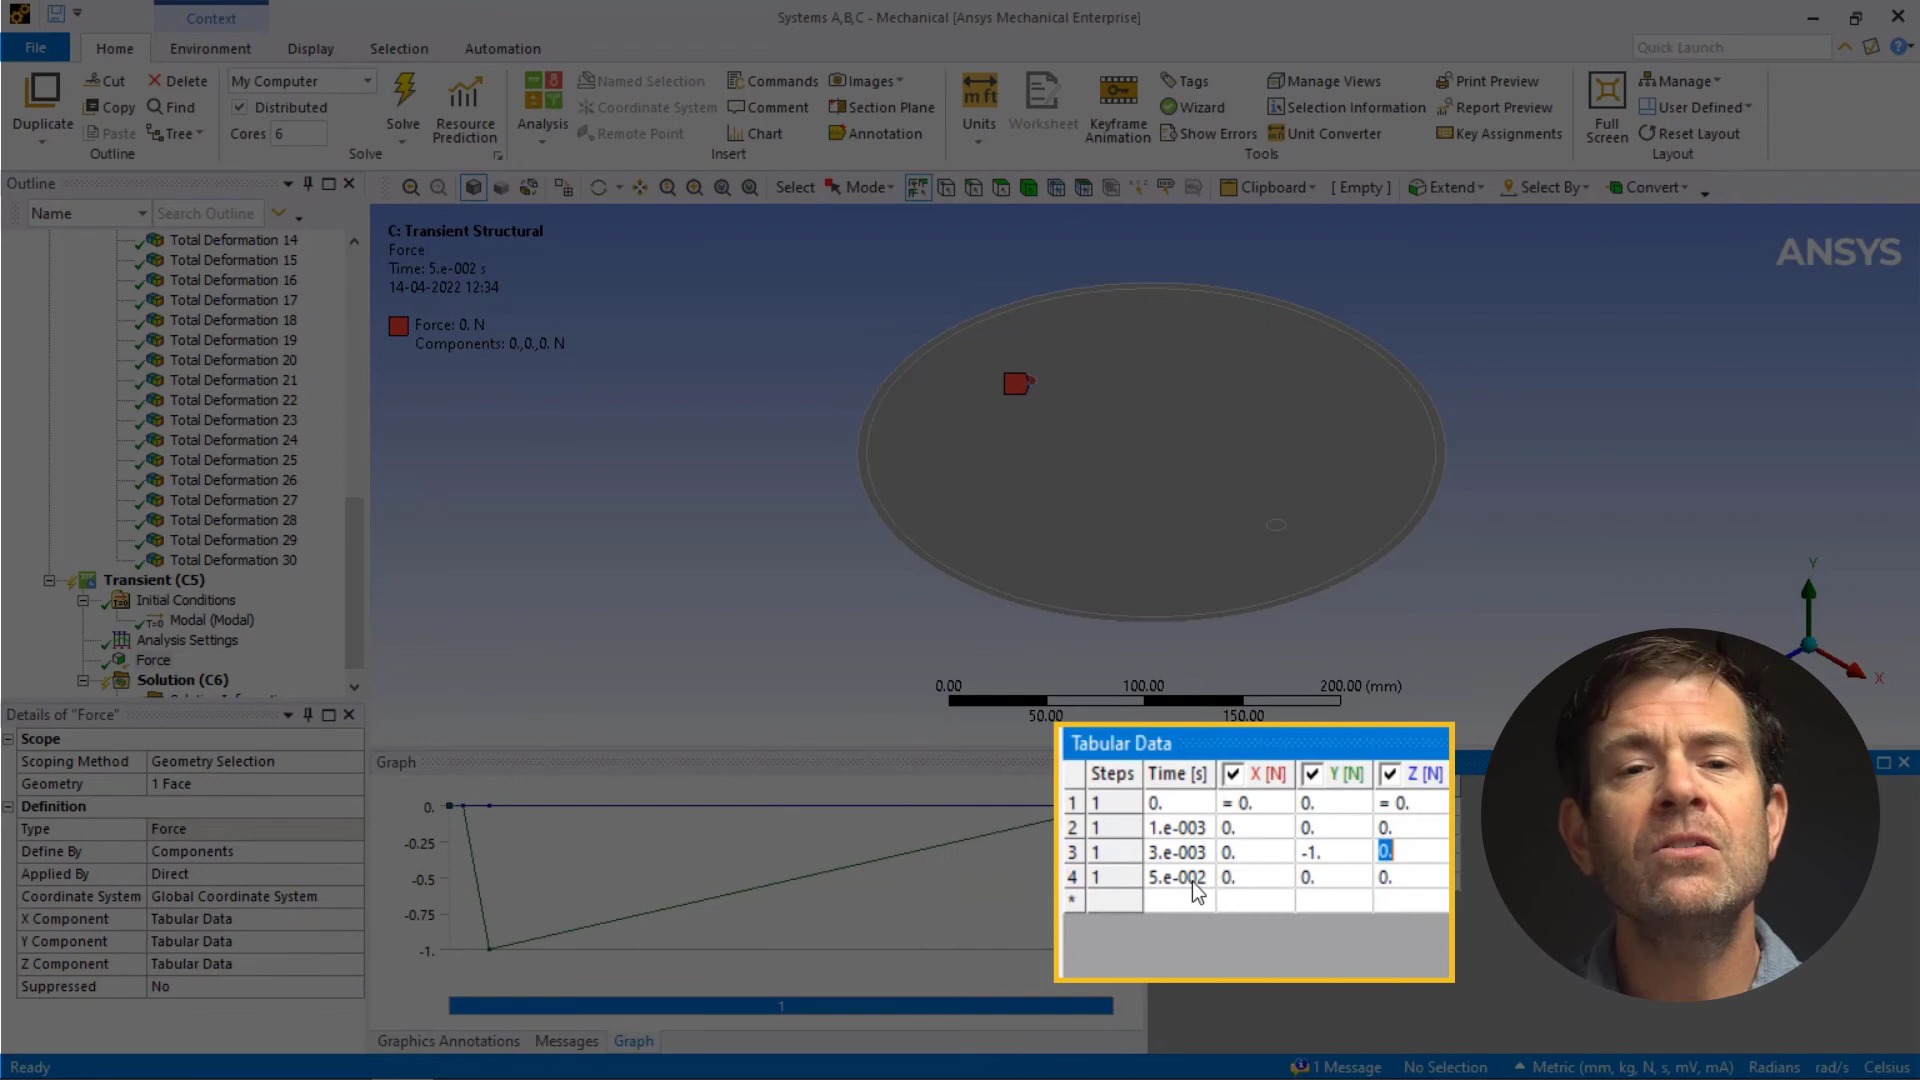 Context
Systems A,B,C - Mechanical [Ansys Mechanical Enterprise]
File Home Environment Display Selection Automation
Quick Launch
Duplicate
Cut
Copy
Paste
Delete
Find
Tree
Outline
My Computer
Distributed
Cores 6
Solve
Resource Prediction
Solve
Analysis
Named Selection
Coordinate System
Remote Point
Commands
Comment
Chart
Images
Section Plane
Annotation
Insert
Units
Worksheet
Keyframe Animation
Tags
Wizard
Show Errors
Manage Views
Selection Information
Unit Converter
Print Preview
Report Preview
Key Assignments
Tools
Full Screen
Manage
User Defined
Reset Layout
Layout
Outline
Name
Search Outline
Select Mode
Clipboard [ Empty ] Extend Select By Convert
Total Deformation 14
Total Deformation 15
Total Deformation 16
Total Deformation 17
Total Deformation 18
Total Deformation 19
Total Deformation 20
Total Deformation 21
Total Deformation 22
Total Deformation 23
Total Deformation 24
Total Deformation 25
Total Deformation 26
Total Deformation 27
Total Deformation 28
Total Deformation 29
Total Deformation 30
Transient (C5)
Initial Conditions
Modal (Modal)
Analysis Settings
Force
Solution (C6)
C: Transient Structural
Force
Time: 5.e-002 s
14-04-2022 12:34
Force: 0. N
Components: 0.,0.,0. N
ANSYS
Y
X
0.00 100.00 200.00 (mm)
50.00 150.00
Details of "Force"
Scope
Scoping Method Geometry Selection
Geometry 1 Face
Definition
Type Force
Define By Components
Applied By Direct
Coordinate System Global Coordinate System
X Component Tabular Data
Y Component Tabular Data
Z Component Tabular Data
Suppressed No
Graph
0.
-0.25
-0.5
-0.75
-1.
1
Graphics Annotations Messages Graph
Tabular Data
Steps Time [s] X [N] Y [N] Z [N]
1 1 0. = 0. 0. = 0.
2 1 1.e-003 0. 0. 0.
3 1 3.e-003 0. -1. 0.
4 1 5.e-002 0. 0. 0.
*
Ready
1 Message No Selection Metric (mm, kg, N, s, mV, mA) Radians rad/s Celsius